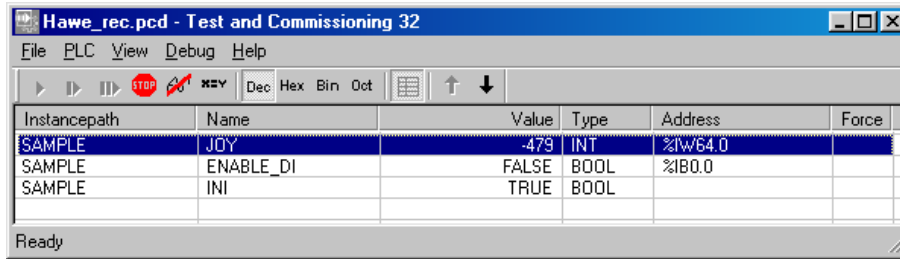 Hawe_rec.pcd - Test and Commissioning 32
File PLC View Debug Help
STOP X=Y Dec Hex Bin Oct
Instancepath Name Value Type Address Force
SAMPLE JOY -479 INT %IW64.0
SAMPLE ENABLE_DI FALSE BOOL %IB0.0
SAMPLE INI TRUE BOOL
Ready